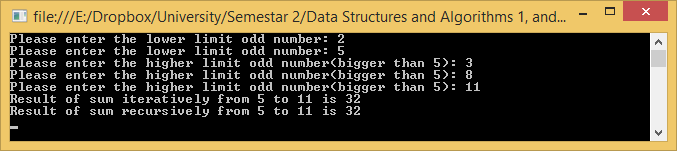 file:///E:/Dropbox/University/Semestar 2/Data Structures and Algorithms 1, and...
Please enter the lower limit odd number: 2
Please enter the lower limit odd number: 5
Please enter the higher limit odd number(bigger than 5): 3
Please enter the higher limit odd number(bigger than 5): 8
Please enter the higher limit odd number(bigger than 5): 11
Result of sum iteratively from 5 to 11 is 32
Result of sum recursively from 5 to 11 is 32